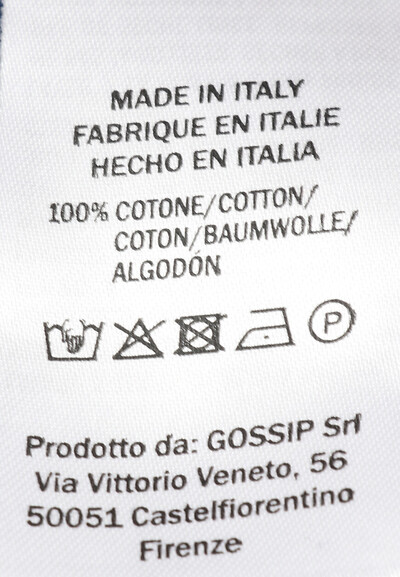 MADE IN ITALY
FABRIQUE EN ITALIE
HECHO EN ITALIA
100% COTONE/COTTON/
COTON/BAUMWOLLE/
ALGODÓN
P
Prodotto da: GOSSIP Srl
Via Vittorio Veneto, 56
50051 Castelfiorentino
Firenze